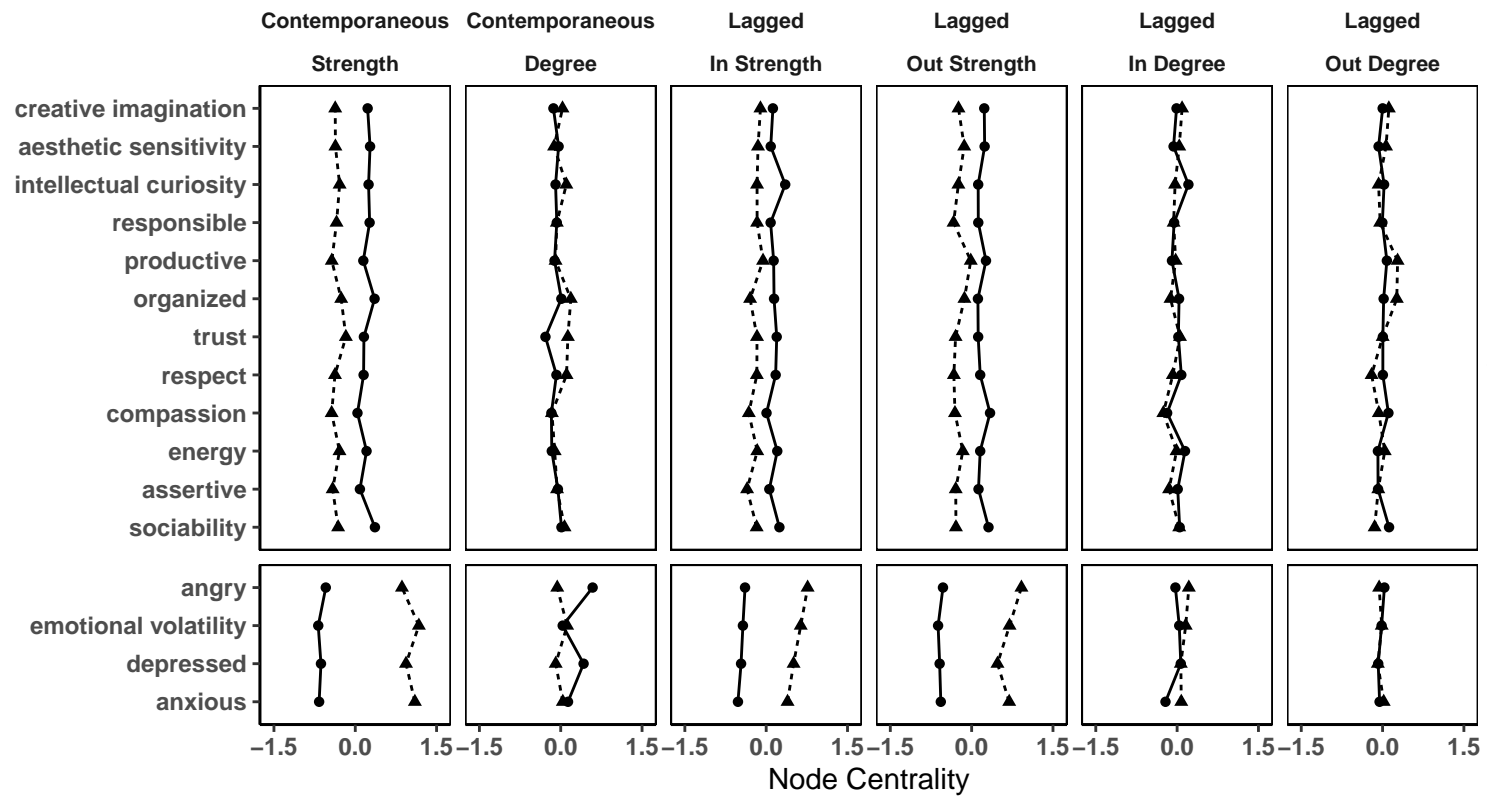 Contemporaneous Contemporaneous Lagged Lagged Lagged Lagged
Strength Degree In Strength Out Strength In Degree Out Degree
creative imagination
aesthetic sensitivity
intellectual curiosity
responsible
productive
organized
trust
respect
compassion
energy
assertive
sociability
angry
emotional volatility
depressed
anxious
−1.5 0.0 1.5 −1.5 0.0 1.5 −1.5 0.0 1.5 −1.5 0.0 1.5 −1.5 0.0 1.5 −1.5 0.0 1.5
Node Centrality